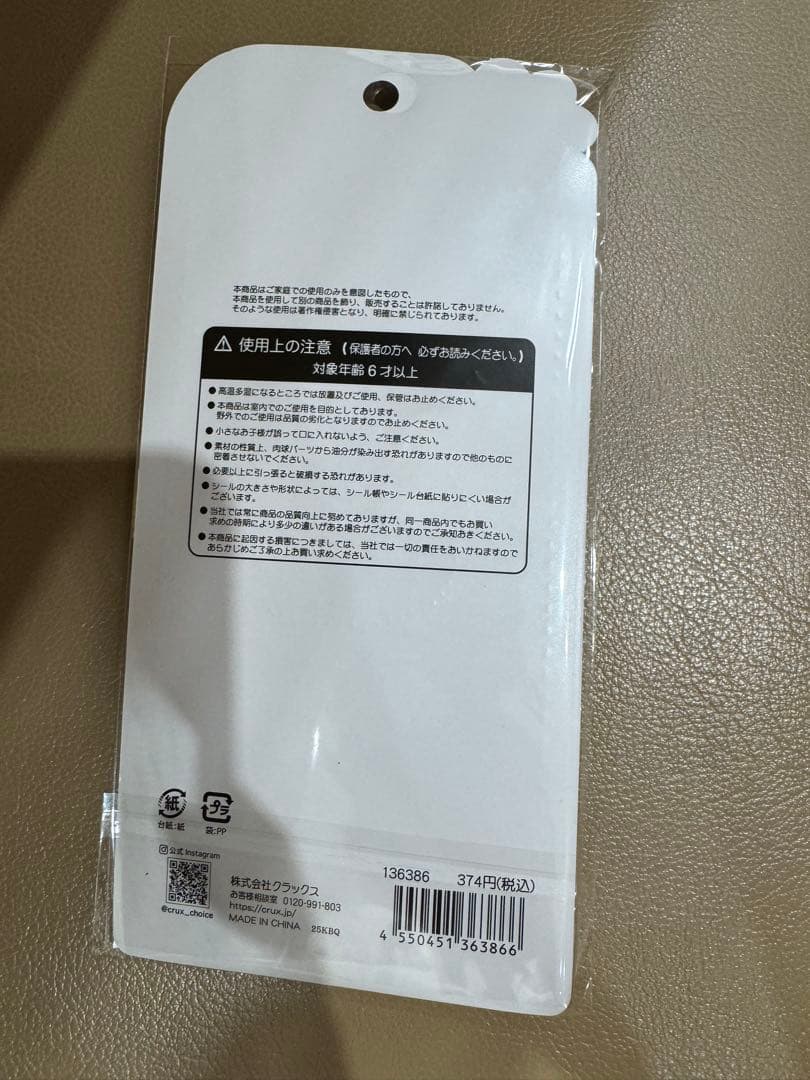 本商品はご家庭での使用のみを意図したもので、
本商品を使用して別の商品を飾り、販売することは許諾しておりません。
そのような使用は著作権侵害となり、明確に禁じられております。
使用上の注意 (保護者の方へ 必ずお読みください。)
対象年齢6才以上
●高温多湿になるところでは放置及びご使用、保管はお止めください。
●本商品は室内でのご使用を目的としております。
野外でのご使用は品質の劣化となりますのでお止めください。
●小さなお子様が誤って口に入れないよう、ご注意ください。
●素材の性質上、肉球パーツから油分が染み出す恐れがありますので他のものに
密着させないでください。
●必要以上に引っ張ると破損する恐れがあります。
●シールの大きさや形状によっては、シール帳やシール台紙に貼りにくい場合が
ございます。
●当社では常に商品の品質向上に努めておりますが、同一商品内でもお買い
求めの時期により多少の違いがある場合がございますのでご承知おきください。
●本商品に起因する損害につきましては、当社では一切の責任をおいかねますので
あらかじめご了承の上お買い求めください。
紙 プラ
台紙:紙 袋:PP
公式Instagram
@crux_choice
株式会社クラックス
お客様相談室 0120-991-803
https://crux.jp/
MADE IN CHINA 25KBQ
136386 374円(税込)
4 550451 363866